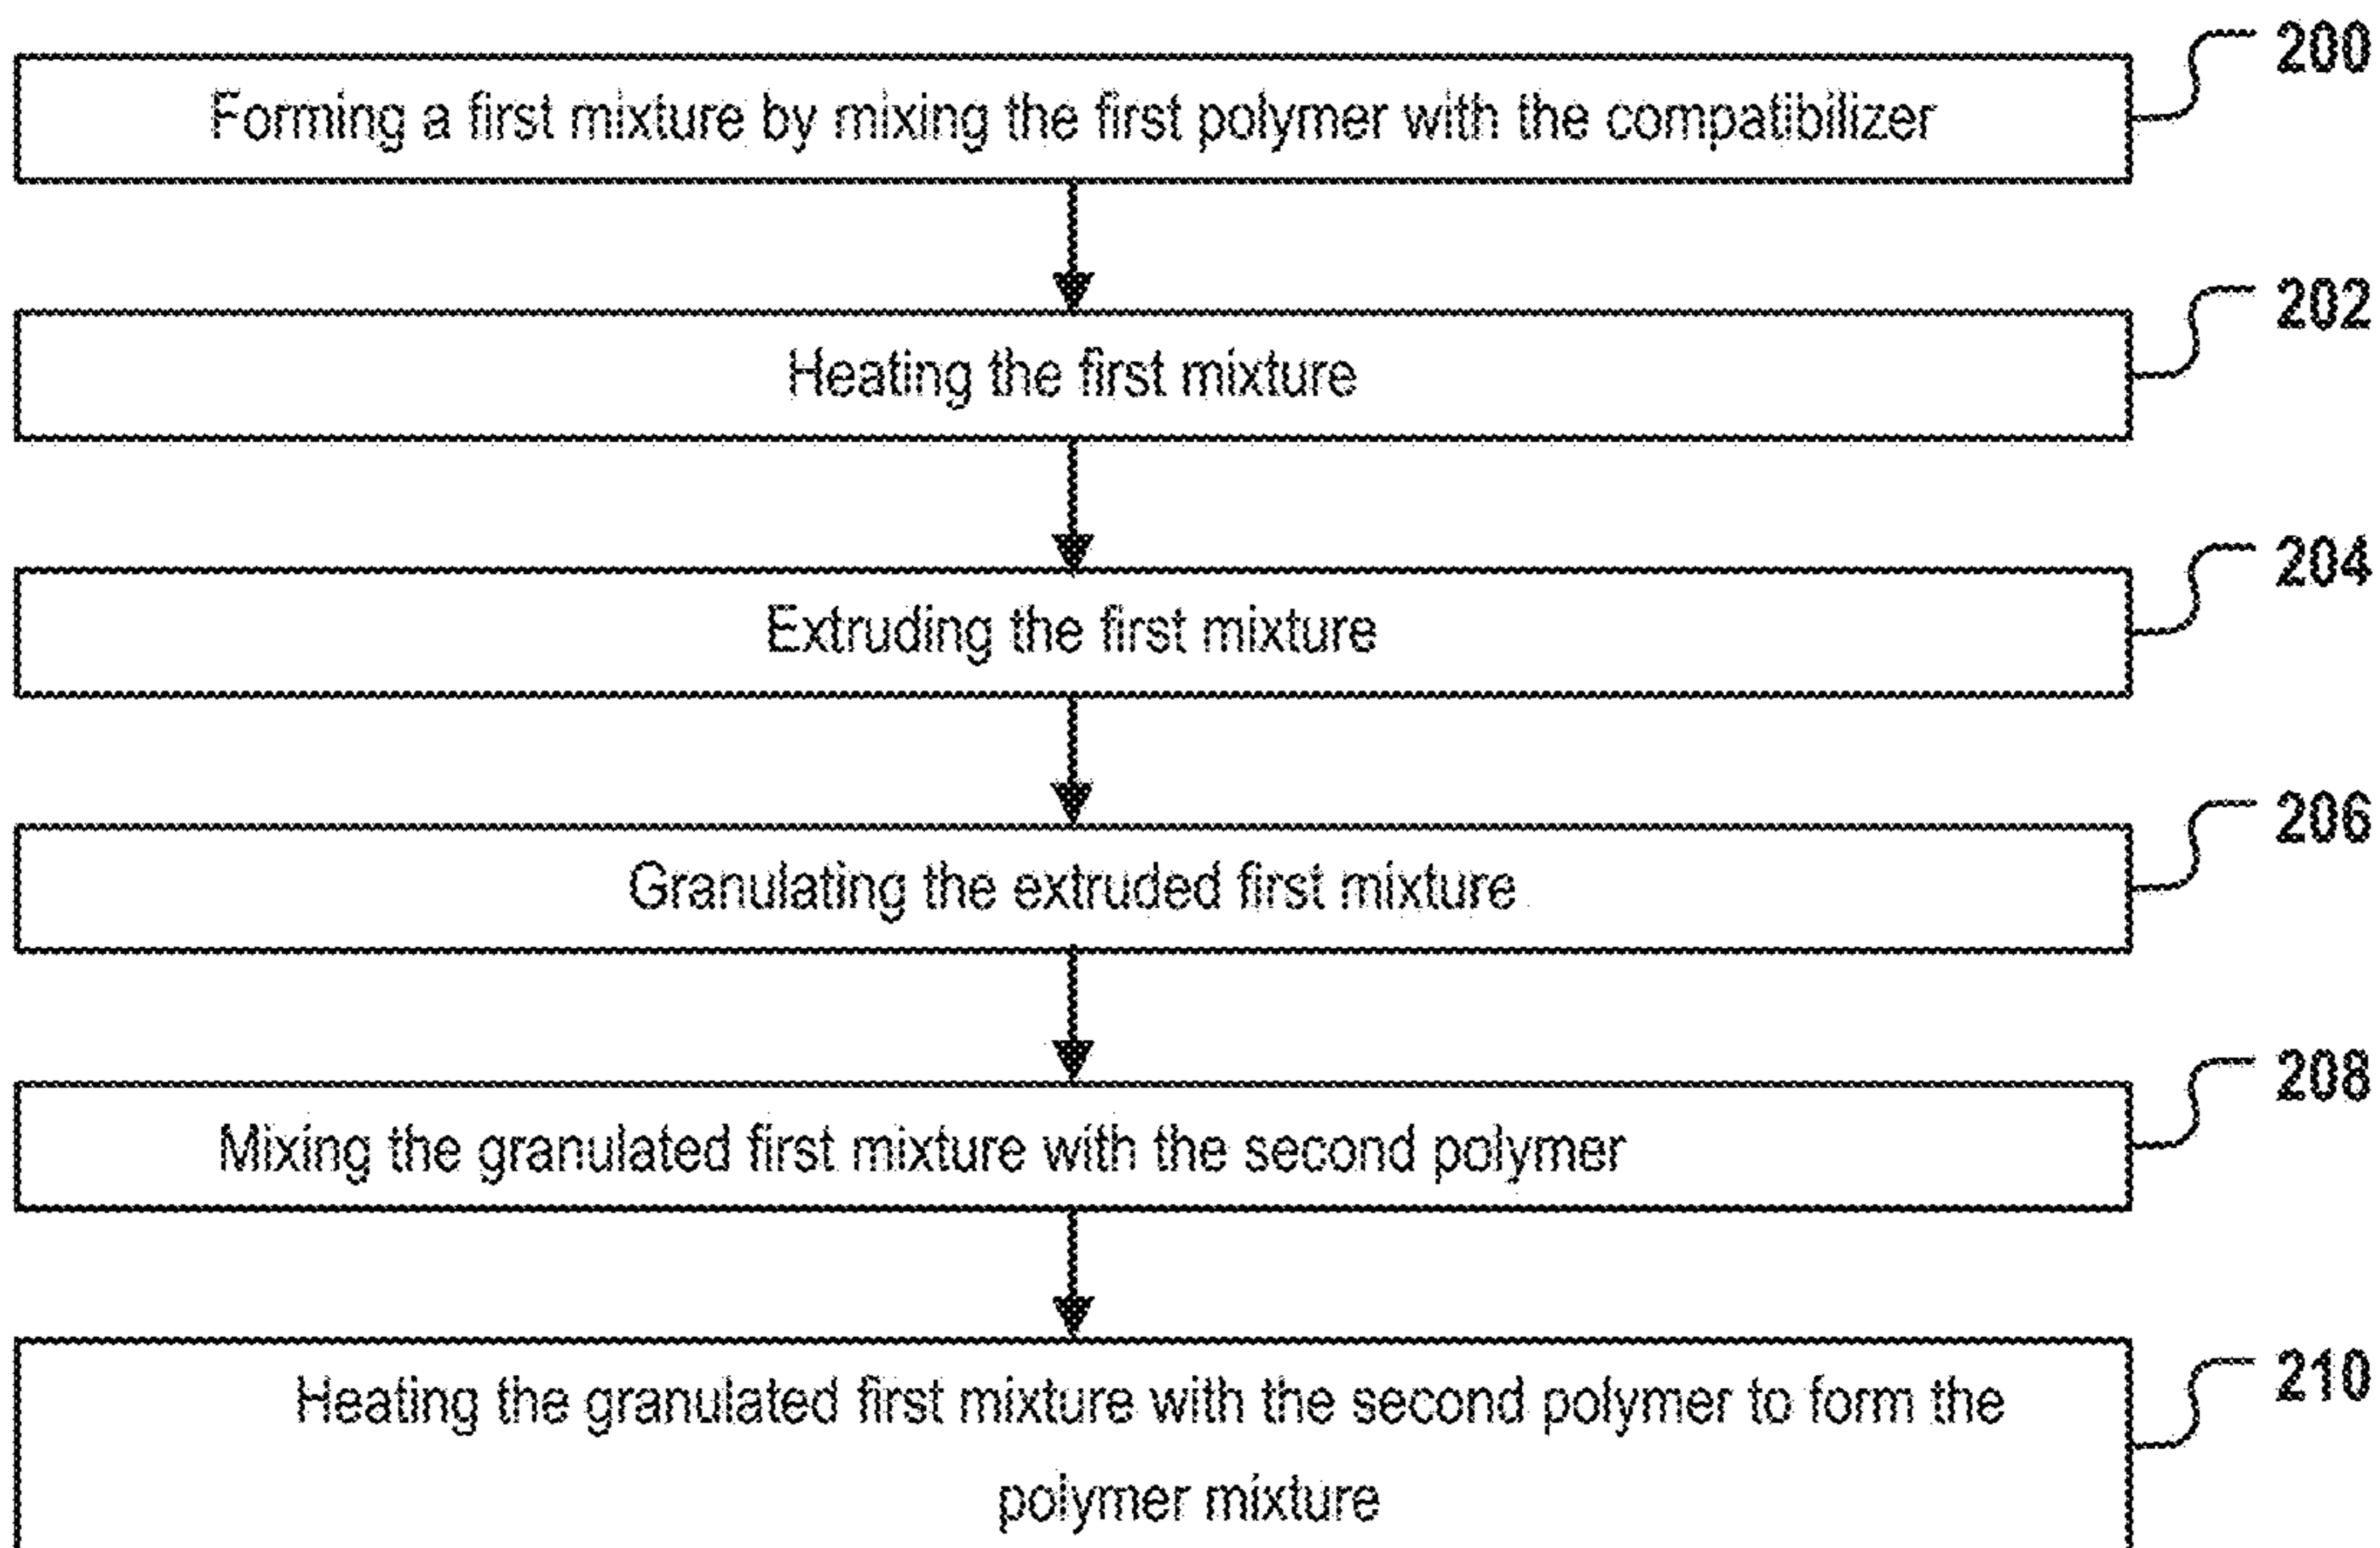 200
Forming a first mixture by mixing the first polymer with the compatibilizer
202
Heating the first mixture
204
Extruding the first mixture
206
Granulating the extruded first mixture
208
Mixing the granulated first mixture with the second polymer
210
Heating the granulated first mixture with the second polymer to form the
polymer mixture